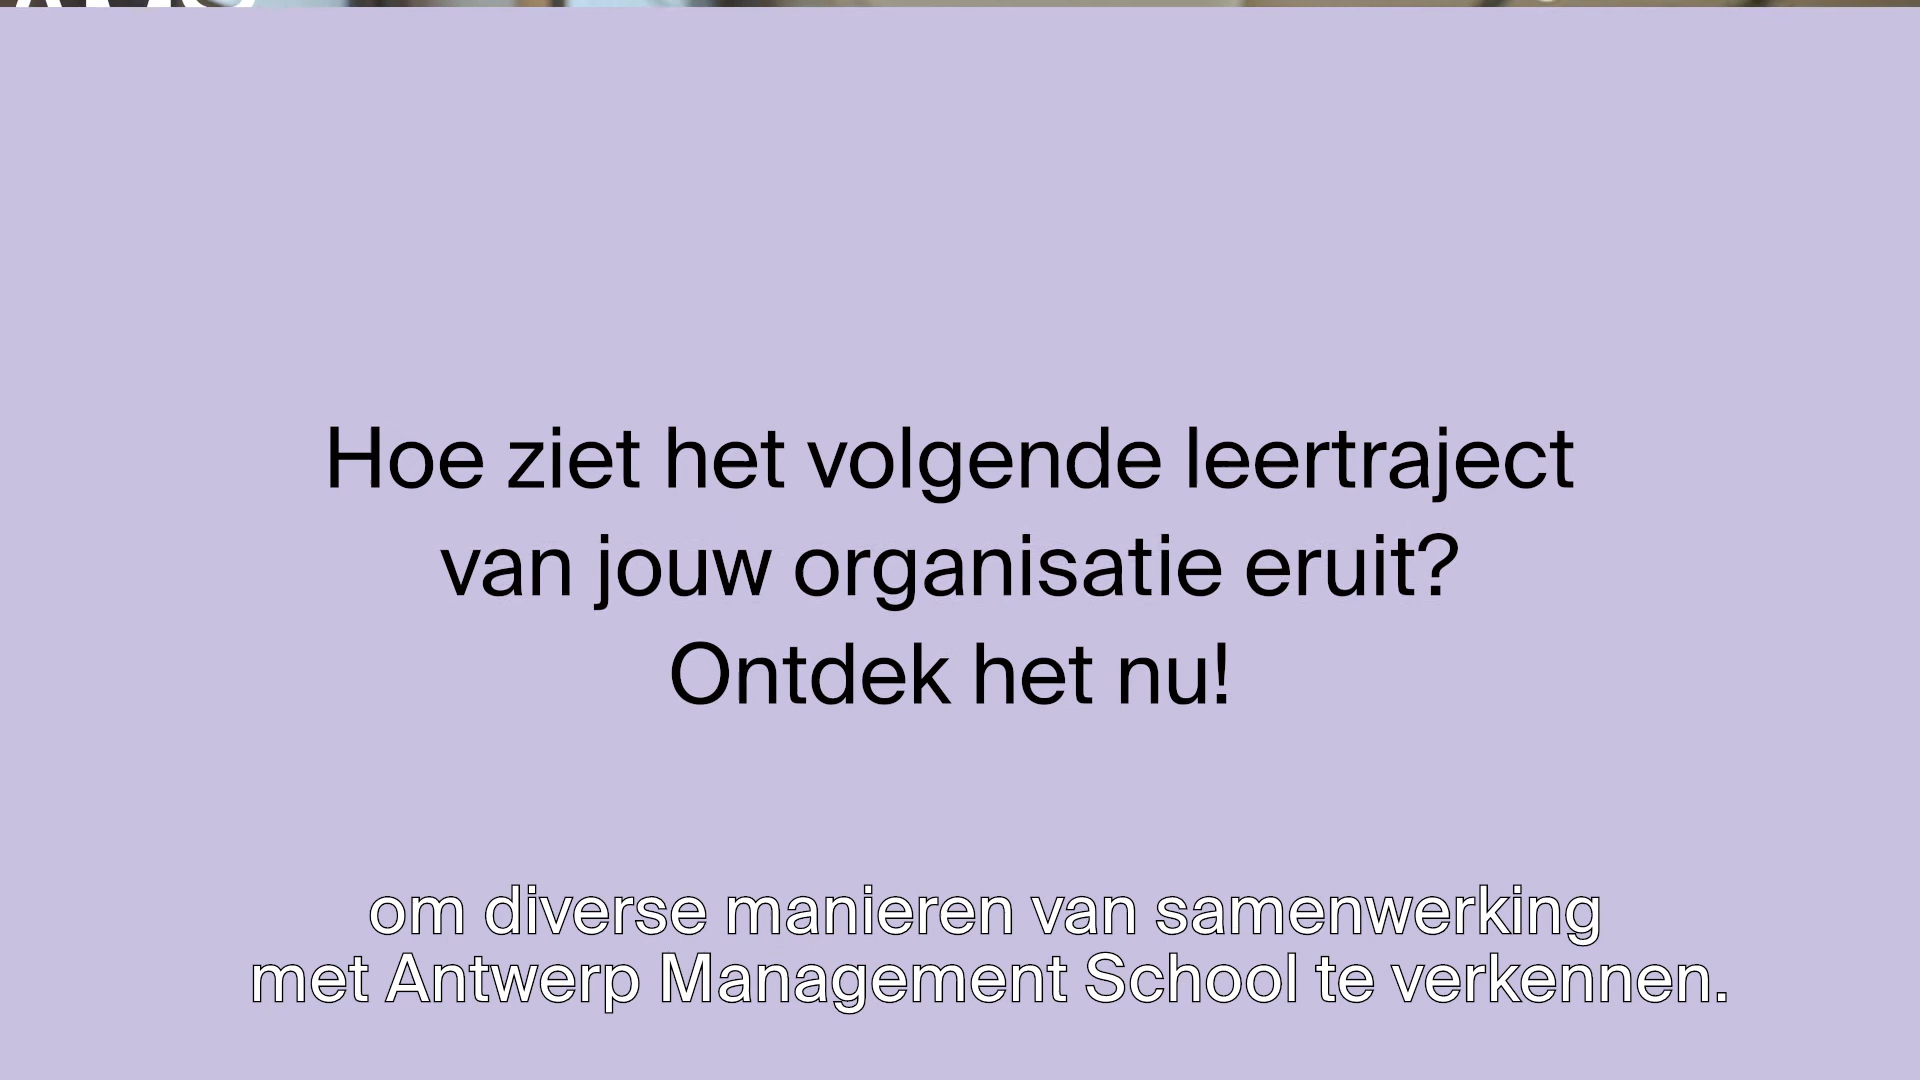 Hoe ziet het volgende leertraject
van jouw organisatie eruit?
Ontdek het nu!
om diverse manieren van samenwerking
met Antwerp Management School te verkennen.